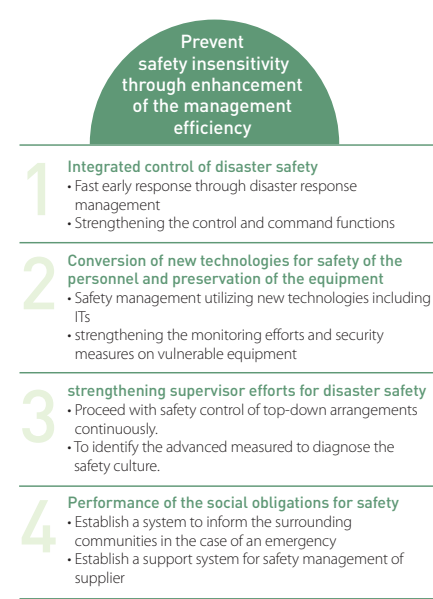 Prevent
safety insensitivity
through enhancement
of the management
efficiency
1
Integrated control of disaster safety
• Fast early response through disaster response
management
• Strengthening the control and command functions
2
Conversion of new technologies for safety of the
personnel and preservation of the equipment
• Safety management utilizing new technologies including
ITs
• strengthening the monitoring efforts and security
measures on vulnerable equipment
3
strengthening supervisor efforts for disaster safety
• Proceed with safety control of top-down arrangements
continuously.
• To identify the advanced measured to diagnose the
safety culture.
4
Performance of the social obligations for safety
• Establish a system to inform the surrounding
communities in the case of an emergency
• Establish a support system for safety management of
supplier